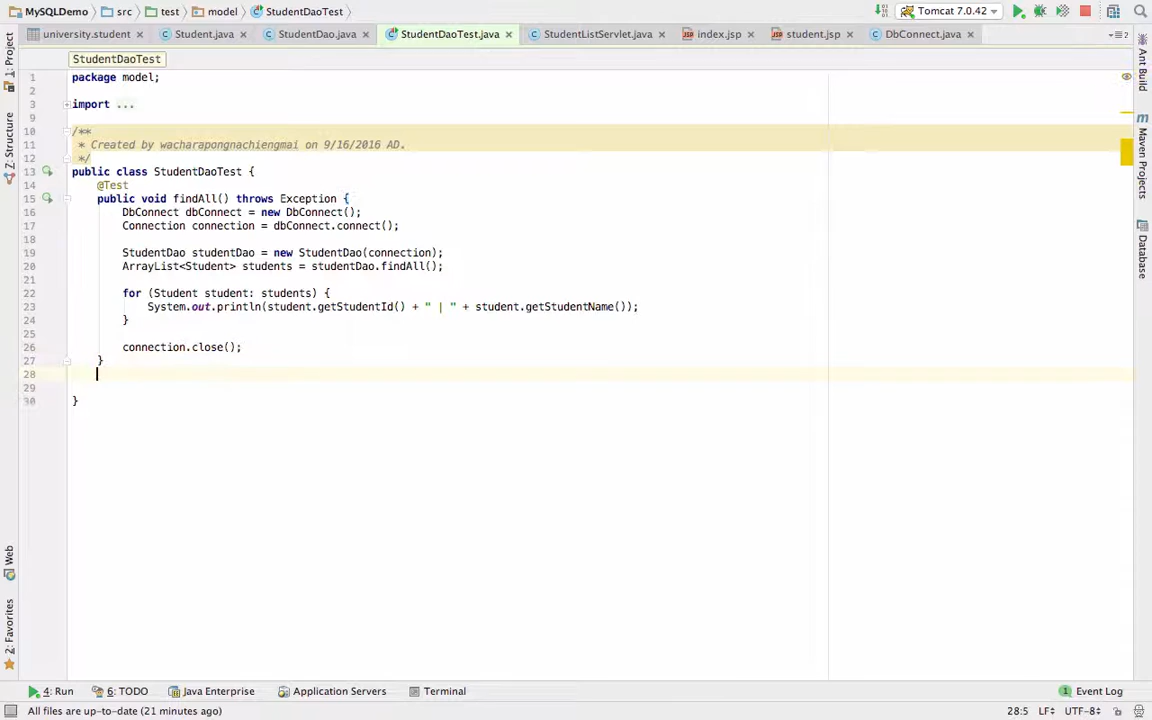 MySQLDemo src test model StudentDaoTest Tomcat 7.0.42
university.student Student.java StudentDao.java StudentDaoTest.java StudentListServlet.java index.jsp student.jsp DbConnect.java
StudentDaoTest
1 package model;
2
3 import ...
9
10 /**
11 * Created by wacharapongnachiengmai on 9/16/2016 AD.
12 */
13 public class StudentDaoTest {
14 @Test
15 public void findAll() throws Exception {
16 DbConnect dbConnect = new DbConnect();
17 Connection connection = dbConnect.connect();
18
19 StudentDao studentDao = new StudentDao(connection);
20 ArrayList<Student> students = studentDao.findAll();
21
22 for (Student student: students) {
23 System.out.println(student.getStudentId() + " | " + student.getStudentName());
24 }
25
26 connection.close();
27 }
28
29
30 }
1: Project
7: Structure
Web
2: Favorites
Ant Build
Maven Projects
Database
4: Run 6: TODO Java Enterprise Application Servers Terminal 1 Event Log
All files are up-to-date (21 minutes ago) 28:5 LF UTF-8